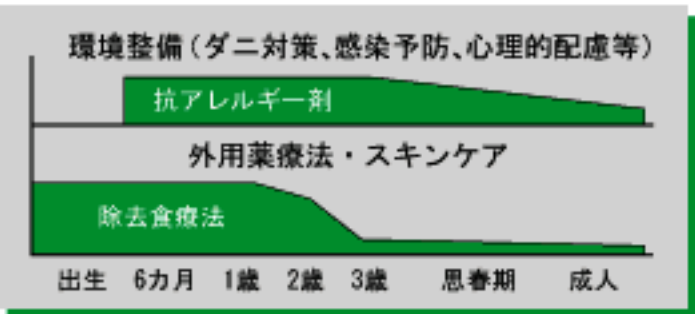 環境整備(ダニ対策、感染予防、心理的配慮等)
抗アレルギー剤
外用薬療法・スキンケア
除去食療法
出生 6カ月 1歳 2歳 3歳 思春期 成人